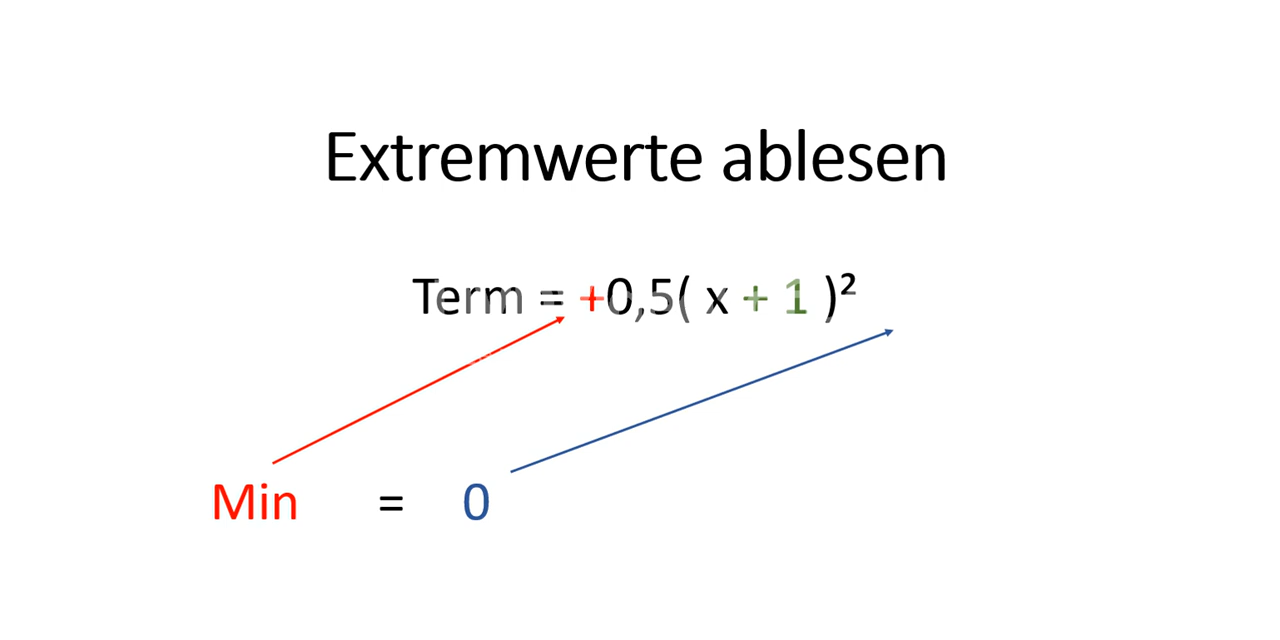 Extremwerte ablesen
Term = +0,5( x + 1 )²
Min = 0